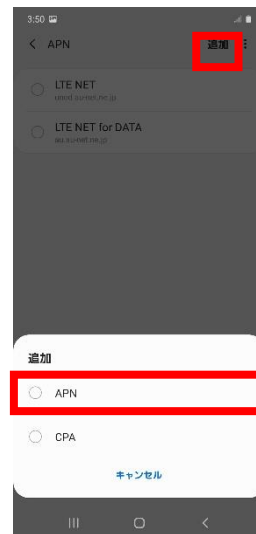 3:50
APN
追加
LTE NET
LTE NET for DATA
au.au-net.ne.jp
追加
APN
CPA
キャンセル